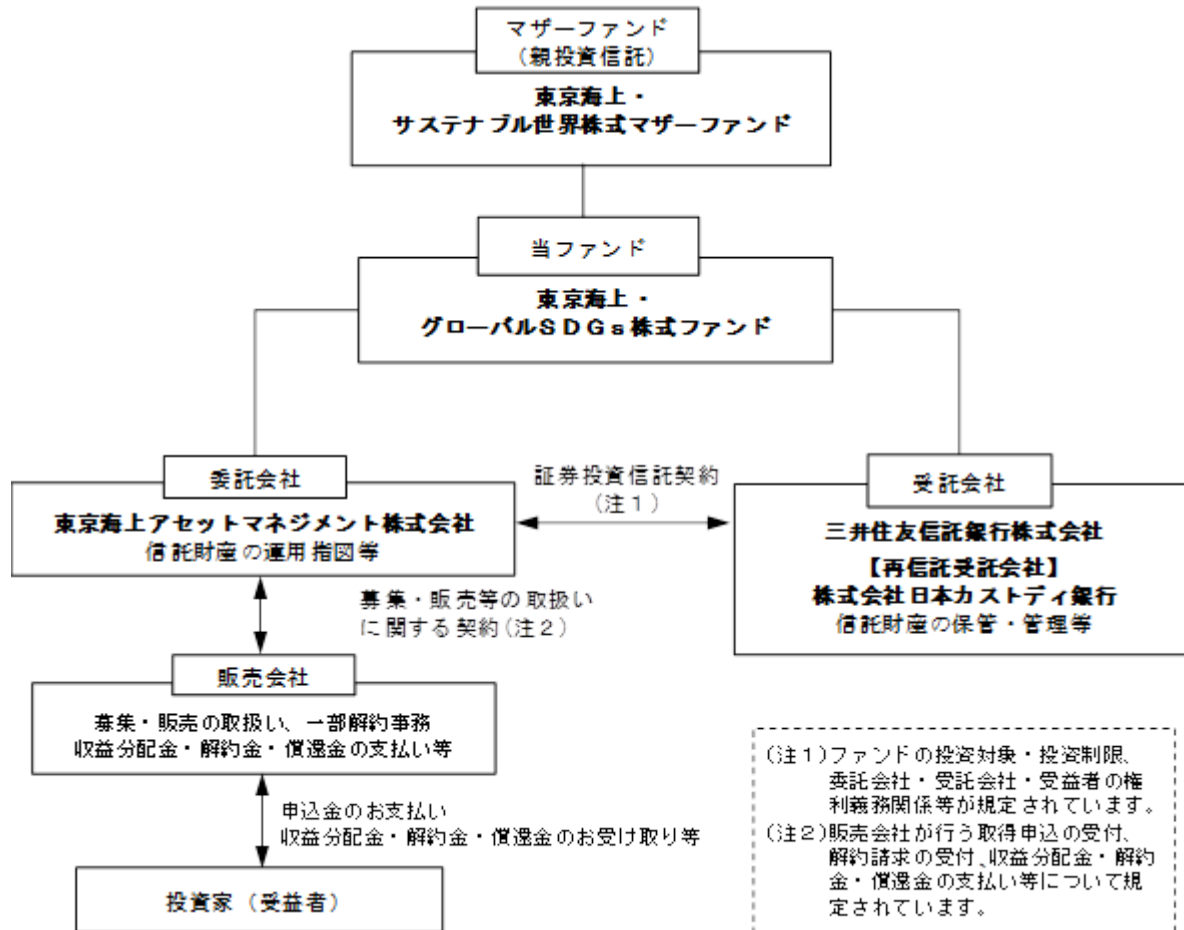 マザーファンド
(親投資信託)
東京海上・
サステナブル世界株式マザーファンド
当ファンド
東京海上・
グローバルSDGs株式ファンド
委託会社
東京海上アセットマネジメント株式会社
信託財産の運用指図等
証券投資信託契約
(注1)
受託会社
三井住友信託銀行株式会社
【再信託受託会社】
株式会社日本カストディ銀行
信託財産の保管・管理等
募集・販売等の取扱い
に関する契約(注2)
販売会社
募集・販売の取扱い、一部解約事務
収益分配金・解約金・償還金の支払い等
申込金のお支払い
収益分配金・解約金・償還金のお受け取り等
投資家(受益者)
(注1)ファンドの投資対象・投資制限、
委託会社・受託会社・受益者の権
利義務関係等が規定されています。
(注2)販売会社が行う取得申込の受付、
解約請求の受付、収益分配金・解約
金・償還金の支払い等について規
定されています。